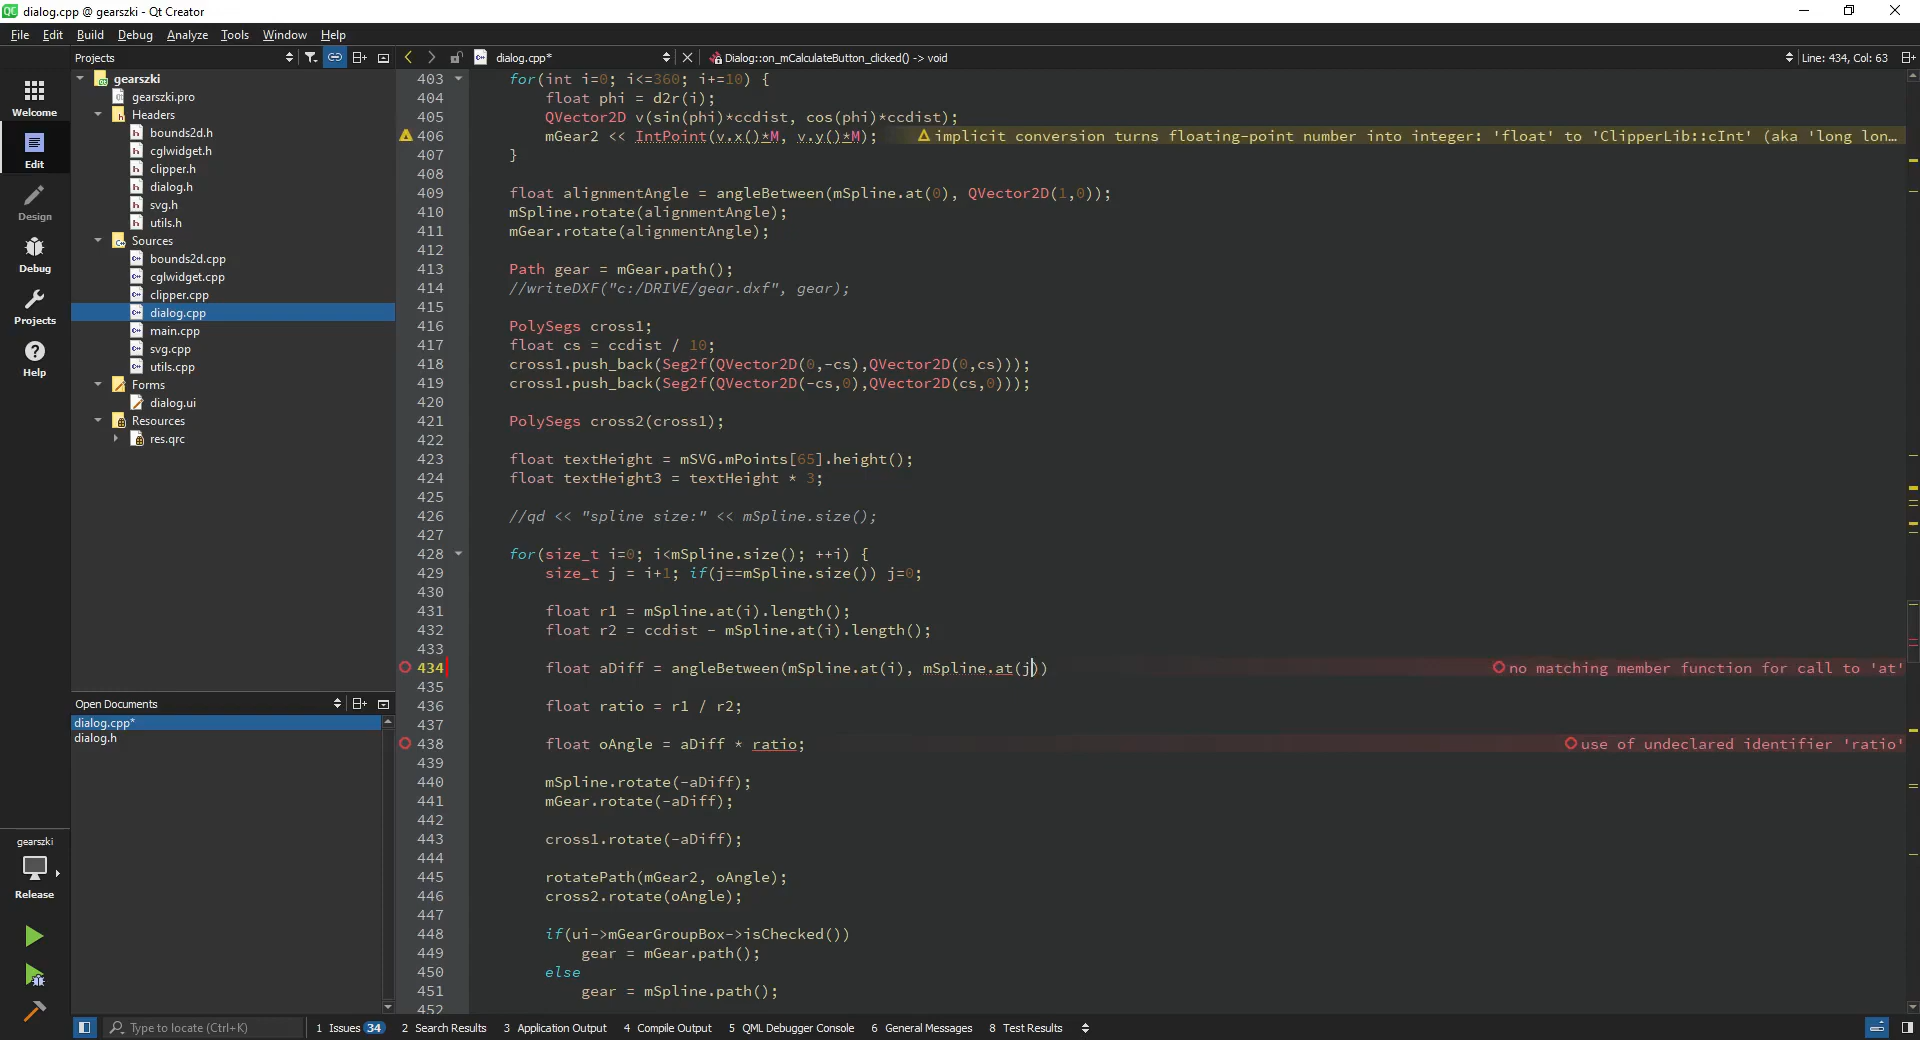 dialog.cpp @ gearszki - Qt Creator
File Edit Build Debug Analyze Tools Window Help
Projects
dialog.cpp*
Dialog::on_mCalculateButton_clicked() -> void
Line: 434, Col: 63
Welcome
Edit
Design
Debug
Projects
Help
gearszki
Release
gearszki
gearszki.pro
Headers
bounds2d.h
cglwidget.h
clipper.h
dialog.h
svg.h
utils.h
Sources
bounds2d.cpp
cglwidget.cpp
clipper.cpp
dialog.cpp
main.cpp
svg.cpp
utils.cpp
Forms
dialog.ui
Resources
res.qrc
Open Documents
dialog.cpp*
dialog.h
403 for(int i=0; i<=360; i+=10) {
404 float phi = d2r(i);
405 QVector2D v(sin(phi)*ccdist, cos(phi)*ccdist);
406 mGear2 << IntPoint(v.x()*M, v.y()*M); implicit conversion turns floating-point number into integer: 'float' to 'ClipperLib::cInt' (aka 'long lon...
407 }
408
409 float alignmentAngle = angleBetween(mSpline.at(0), QVector2D(1,0));
410 mSpline.rotate(alignmentAngle);
411 mGear.rotate(alignmentAngle);
412
413 Path gear = mGear.path();
414 //writeDXF("c:/DRIVE/gear.dxf", gear);
415
416 PolySegs cross1;
417 float cs = ccdist / 10;
418 cross1.push_back(Seg2f(QVector2D(0,-cs),QVector2D(0,cs)));
419 cross1.push_back(Seg2f(QVector2D(-cs,0),QVector2D(cs,0)));
420
421 PolySegs cross2(cross1);
422
423 float textHeight = mSVG.mPoints[65].height();
424 float textHeight3 = textHeight * 3;
425
426 //qd << "spline size:" << mSpline.size();
427
428 for(size_t i=0; i<mSpline.size(); ++i) {
429 size_t j = i+1; if(j==mSpline.size()) j=0;
430
431 float r1 = mSpline.at(i).length();
432 float r2 = ccdist - mSpline.at(i).length();
433
434 float aDiff = angleBetween(mSpline.at(i), mSpline.at(j)) no matching member function for call to 'at'
435
436 float ratio = r1 / r2;
437
438 float oAngle = aDiff * ratio; use of undeclared identifier 'ratio'
439
440 mSpline.rotate(-aDiff);
441 mGear.rotate(-aDiff);
442
443 cross1.rotate(-aDiff);
444
445 rotatePath(mGear2, oAngle);
446 cross2.rotate(oAngle);
447
448 if(ui->mGearGroupBox->isChecked())
449 gear = mGear.path();
450 else
451 gear = mSpline.path();
452
Type to locate (Ctrl+K)
1 Issues 34 2 Search Results 3 Application Output 4 Compile Output 5 QML Debugger Console 6 General Messages 8 Test Results